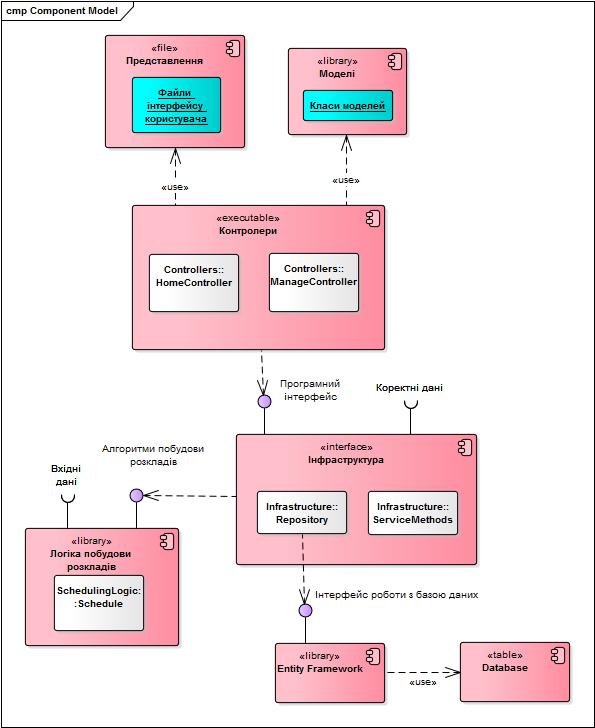 cmp Component Model
«file»
Представлення
Файли
інтерфейсу
користувача
«library»
Моделі
Класи моделей
«use»
«use»
«executable»
Контролери
Controllers::
HomeController
Controllers::
ManageController
Програмний
інтерфейс
Коректні дані
Алгоритми побудови
розкладів
Вхідні
дані
«interface»
Інфраструктура
Infrastructure::
Repository
Infrastructure::
ServiceMethods
«library»
Логіка побудови
розкладів
SchedulingLogic:
:Schedule
Інтерфейс роботи з базою даних
«library»
Entity Framework
«use»
«table»
Database